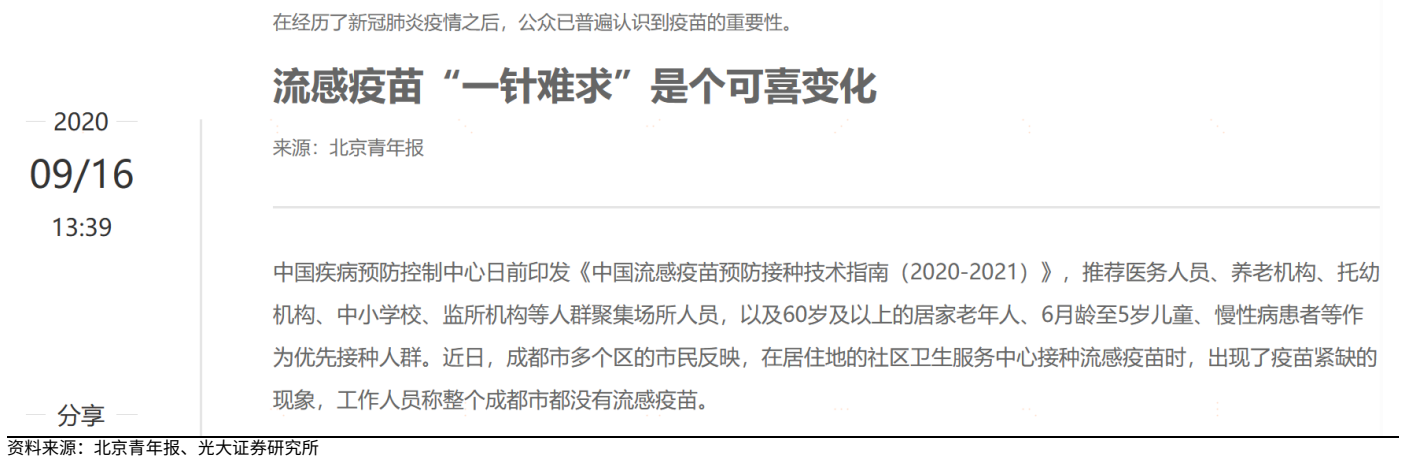 在经历了新冠肺炎疫情之后，公众已普遍认识到疫苗的重要性。
流感疫苗“一针难求”是个可喜变化
2020
09/16
13:39
来源：北京青年报
中国疾病预防控制中心日前印发《中国流感疫苗预防接种技术指南（2020-2021）》，推荐医务人员、养老机构、托幼
机构、中小学校、监所机构等人群聚集场所人员，以及60岁及以上的居家老年人、6月龄至5岁儿童、慢性病患者等作
为优先接种人群。近日，成都市多个区的市民反映，在居住地的社区卫生服务中心接种流感疫苗时，出现了疫苗紧缺的
现象，工作人员称整个成都市都没有流感疫苗。
分享
资料来源：北京青年报、光大证券研究所